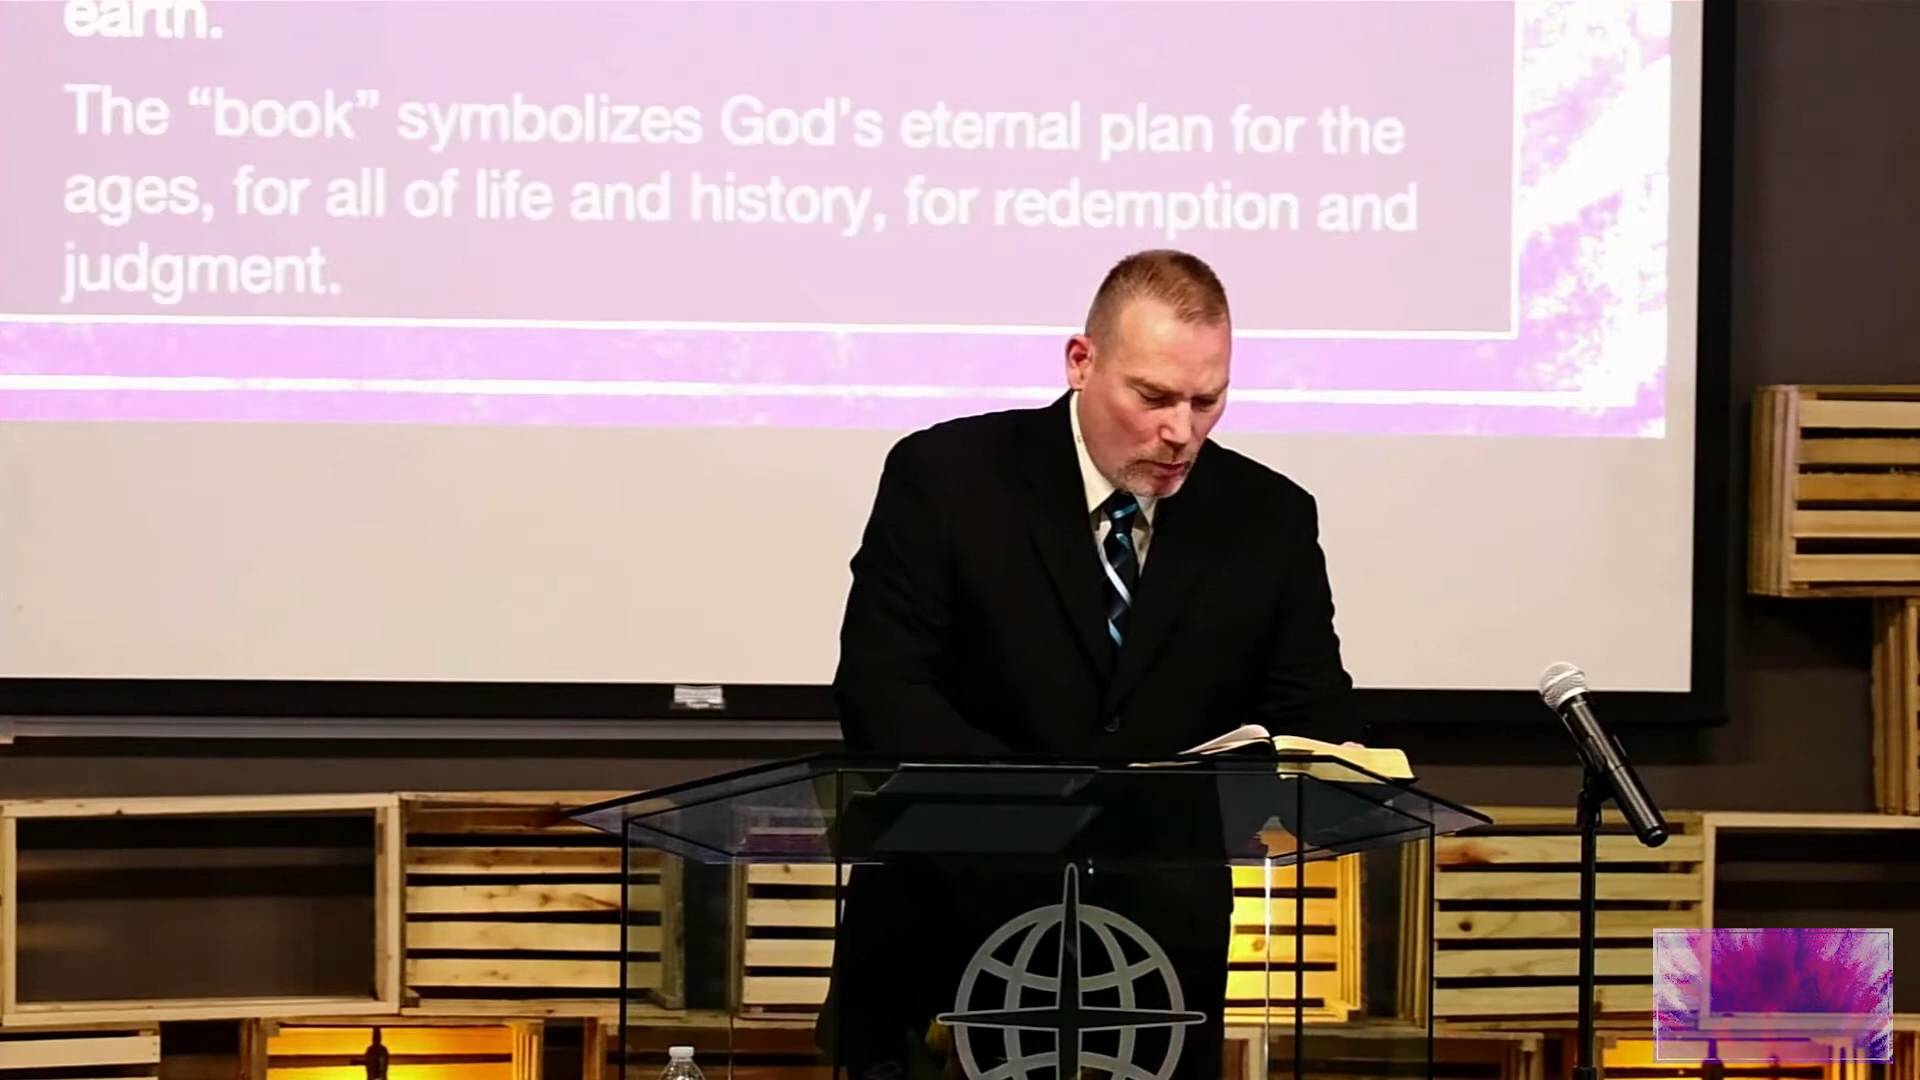 earth.
The “book” symbolizes God’s eternal plan for the
ages, for all of life and history, for redemption and
judgment.